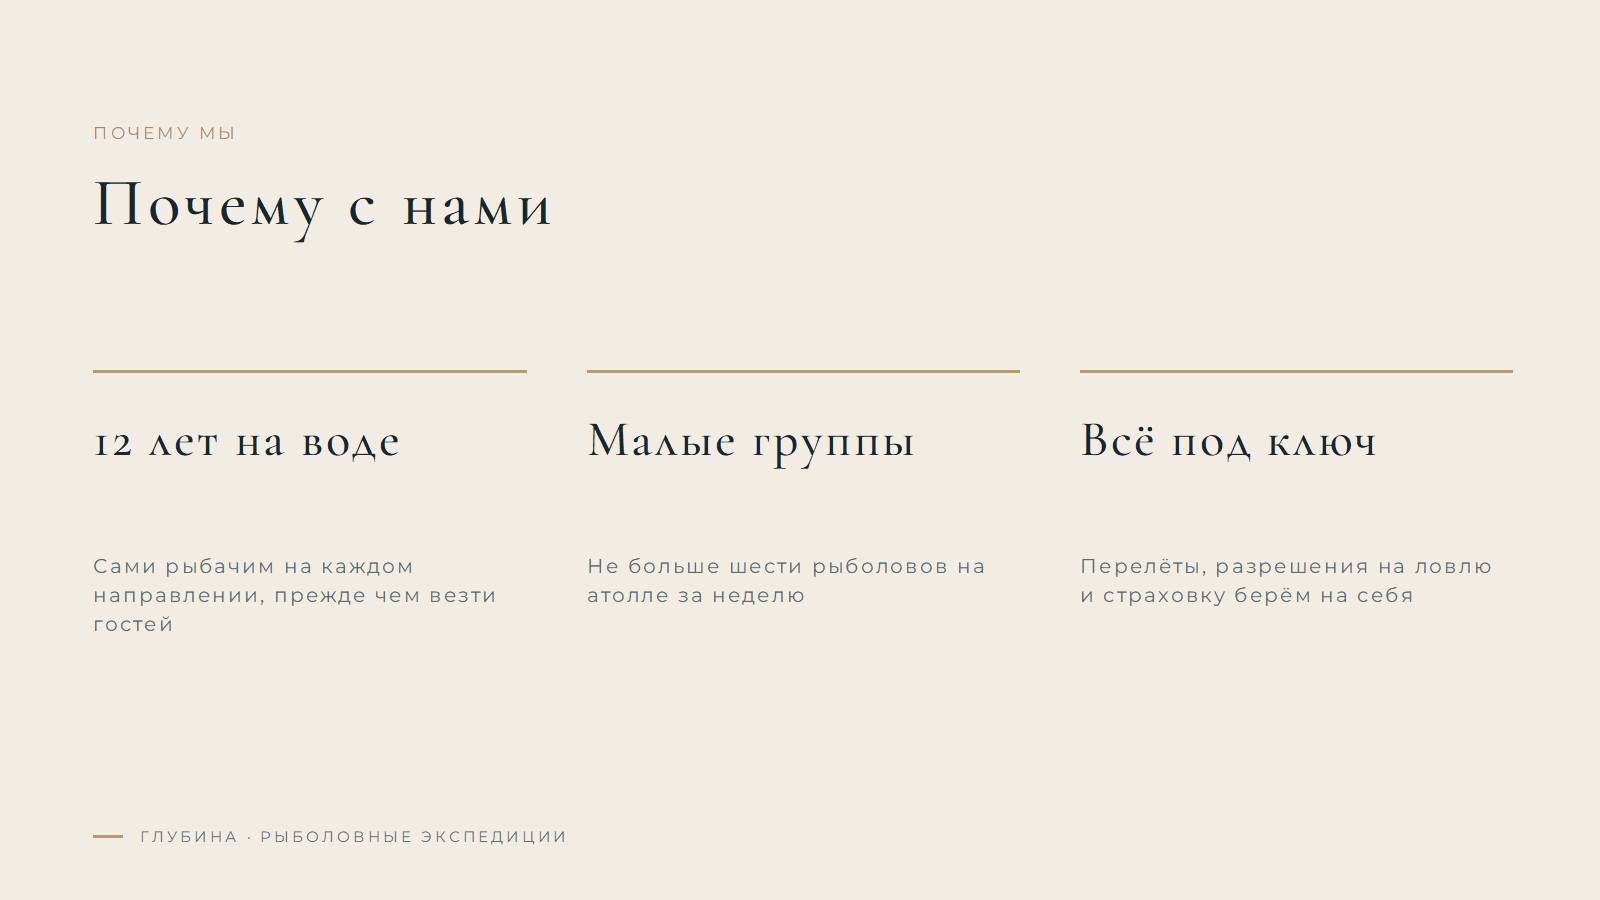 ПОЧЕМУ МЫ
Почему с нами
12 лет на воде
Сами рыбачим на каждом
направлении, прежде чем везти
гостей
Малые группы
Не больше шести рыболовов на
атолле за неделю
Всё под ключ
Перелёты, разрешения на ловлю
и страховку берём на себя
ГЛУБИНА · РЫБОЛОВНЫЕ ЭКСПЕДИЦИИ